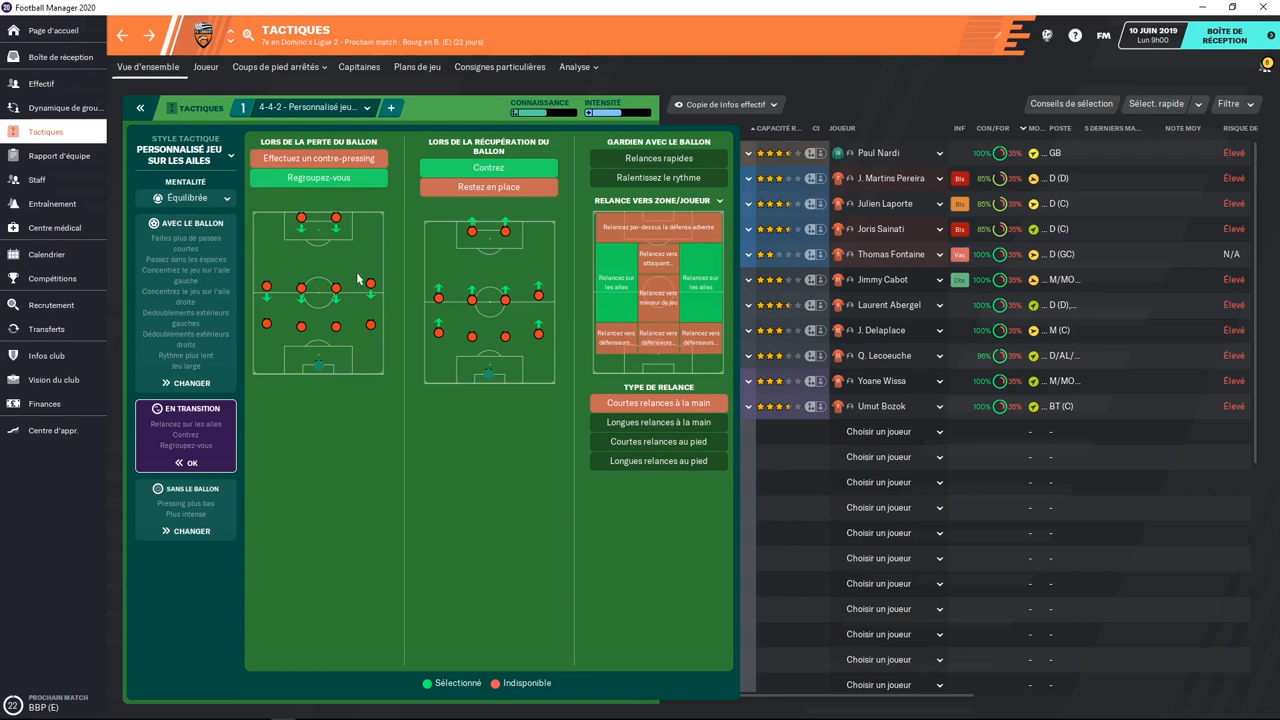 Football Manager 2020
Page d'accueil
Boîte de réception
Effectif
Dynamique de grou...
Tactiques
Rapport d'équipe
Staff
Entraînement
Centre médical
Calendrier
Compétitions
Recrutement
Transferts
Infos club
Vision du club
Finances
Centre d'appr.
22
PROCHAIN MATCH
BBP (E)
TACTIQUES
7e en Domino's Ligue 2 - Prochain match : Bourg en B. (E) (22 jours)
FM
10 JUIN 2019
Lun 9h00
BOÎTE DE RÉCEPTION
8
Vue d'ensemble
Joueur
Coups de pied arrêtés
Capitaines
Plans de jeu
Consignes particulières
Analyse
TACTIQUES
1
4-4-2 - Personnalisé jeu...
CONNAISSANCE
INTENSITÉ
STYLE TACTIQUE
PERSONNALISÉ JEU
SUR LES AILES
MENTALITÉ
Équilibrée
AVEC LE BALLON
Faites plus de passes
courtes
Passez dans les espaces
Concentrez le jeu sur l'aile
gauche
Concentrez le jeu sur l'aile
droite
Dédoublements extérieurs
gauches
Dédoublements extérieurs
droite
Rythme plus lent
Jeu large
CHANGER
EN TRANSITION
Relancez sur les ailes
Contrez
Regroupez-vous
OK
SANS LE BALLON
Pressing plus bas
Plus intense
CHANGER
LORS DE LA PERTE DU BALLON
Effectuez un contre-pressing
Regroupez-vous
LORS DE LA RÉCUPÉRATION DU
BALLON
Contrez
Restez en place
GARDIEN AVEC LE BALLON
Relances rapides
Ralentissez le rythme
RELANCE VERS ZONE/JOUEUR
Relancez par-dessus la défense adverse
Relancez sur
les ailes
Relancez vers
attaquant...
Relancez sur
les ailes
Relancez vers
meneur de jeu
Relancez vers
défenseurs...
Relancez vers
défenseurs...
Relancez vers
défenseurs...
TYPE DE RELANCE
Courtes relances à la main
Longues relances à la main
Courtes relances au pied
Longues relances au pied
Sélectionné
Indisponible
Copie de Infos effectif
Conseils de sélection
Sélect. rapide
Filtre
CAPACITÉ R... CI JOUEUR INF CON/FOR MO... POSTE 5 DERNIERS MA... NOTE MOY RISQUE DE
Paul Nardi 100% 35% ... GB Élevé
J. Martins Pereira Bls 85% 35% ... D (D) Élevé
Julien Laporte Bls 85% 35% ... D (C) Élevé
Joris Sainati Bls 85% 35% ... D (C) Élevé
Thomas Fontaine Vac 100% 35% ... D (GC) N/A
Jimmy Cabot Dbs 100% 35% ... M/MO... Élevé
Laurent Abergel 100% 35% ... D (D),... Élevé
J. Delaplace 100% 35% ... M (C) Élevé
Q. Lecoeuche 96% 35% ... D/AL/... Élevé
Yoane Wissa 100% 35% ... M/MO... Élevé
Umut Bozok 100% 35% ... BT (C) Élevé
Choisir un joueur - -
Choisir un joueur - -
Choisir un joueur - -
Choisir un joueur - -
Choisir un joueur - -
Choisir un joueur - -
Choisir un joueur - -
Choisir un joueur - -
Choisir un joueur - -
Choisir un joueur - -
Choisir un joueur - -